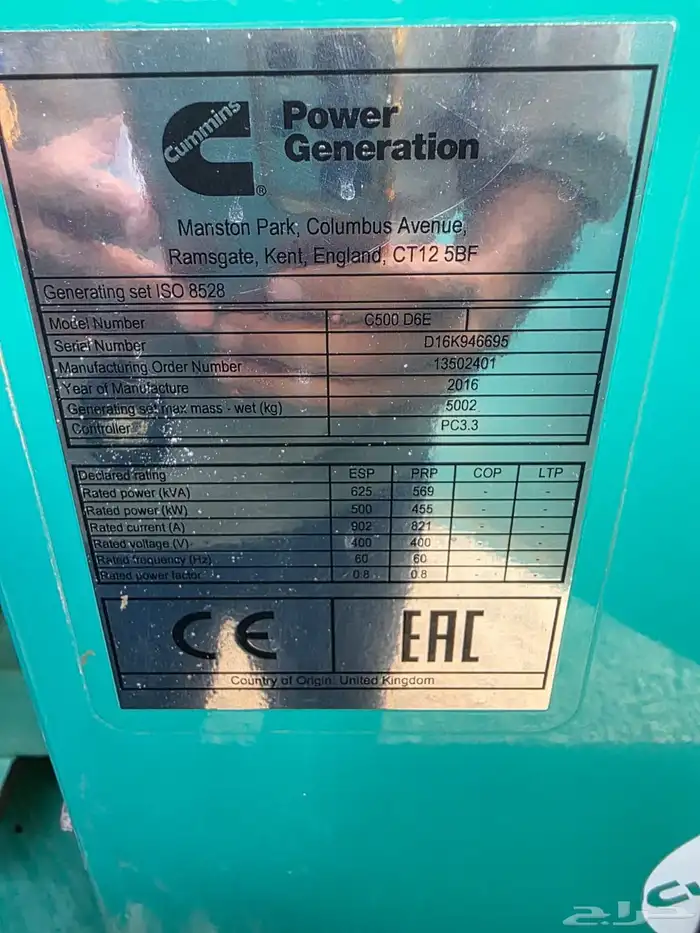 Cummins
®
Power
Generation
Manston Park, Columbus Avenue,
Ramsgate, Kent, England, CT12 5BF
Generating set ISO 8528
Model Number C500 D6E
Serial Number D16K946695
Manufacturing Order Number 13502401
Year of Manufacture 2016
Generating set max mass - wet (kg) 5002
Controller PC3.3
Declared rating ESP PRP COP LTP
Rated power (kVA) 625 569 - -
Rated power (kW) 500 455 - -
Rated current (A) 902 821 - -
Rated voltage (V) 400 400 - -
Rated frequency (Hz) 60 60 - -
Rated power factor 0.8 0.8 - -
CE EAC
Country of Origin: United Kingdom
حراج